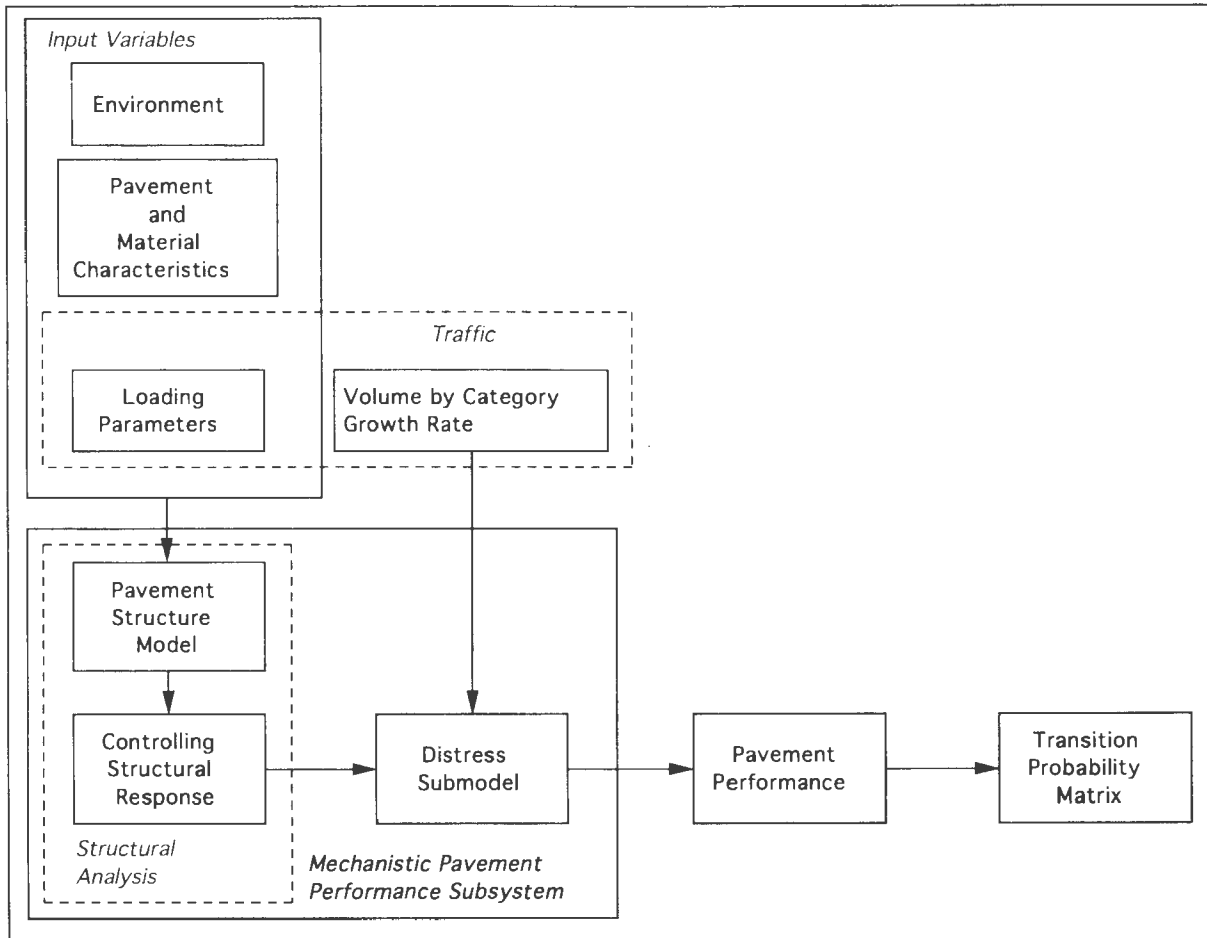 Input Variables
Environment
Pavement
and
Material
Characteristics
Traffic
Loading
Parameters
Volume by Category
Growth Rate
Pavement
Structure
Model
Controlling
Structural
Response
Distress
Submodel
Pavement
Performance
Transition
Probability
Matrix
Structural
Analysis
Mechanistic Pavement
Performance Subsystem